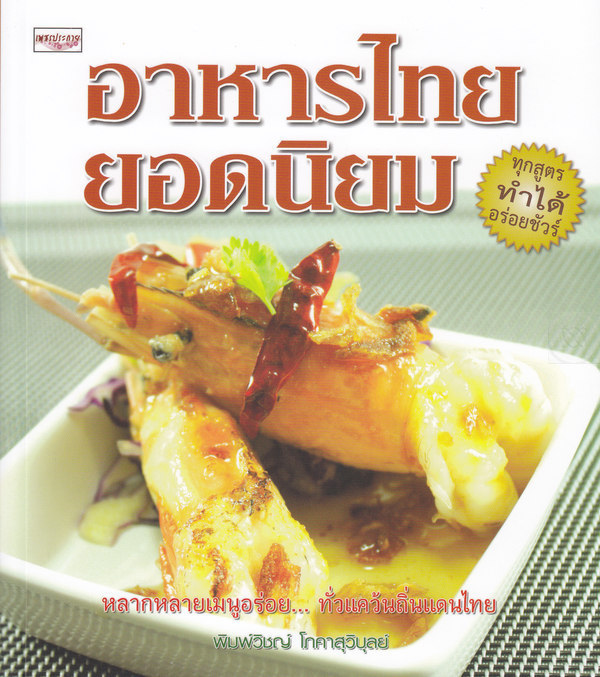 เพชรประกาย
อาหารไทย
ยอดนิยม
ทุกสูตร
ทำได้
อร่อยชัวร์
หลากหลายเมนูอร่อย... ทั่วแคว้นถิ่นแดนไทย
พิมพ์วิชญ์ โภคาสุวิบุลย์